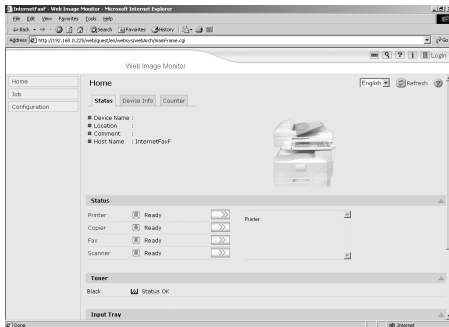 InternetFaxF - Web Image Monitor - Microsoft Internet Explorer
File Edit View Favorites Tools Help
Back Search Favorites History
Address http://192.168.0.225/web/guest/en/websys/webArch/mainFrame.cgi Go
Web Image Monitor
Login
Home
Job
Configuration
Home
English Refresh
Status Device Info Counter
Device Name :
Location :
Comment :
Host Name : InternetFaxF
Status
Printer Ready
Copier Ready
Fax Ready
Scanner Ready
Printer
Toner
Black Status OK
Input Tray
Done Internet